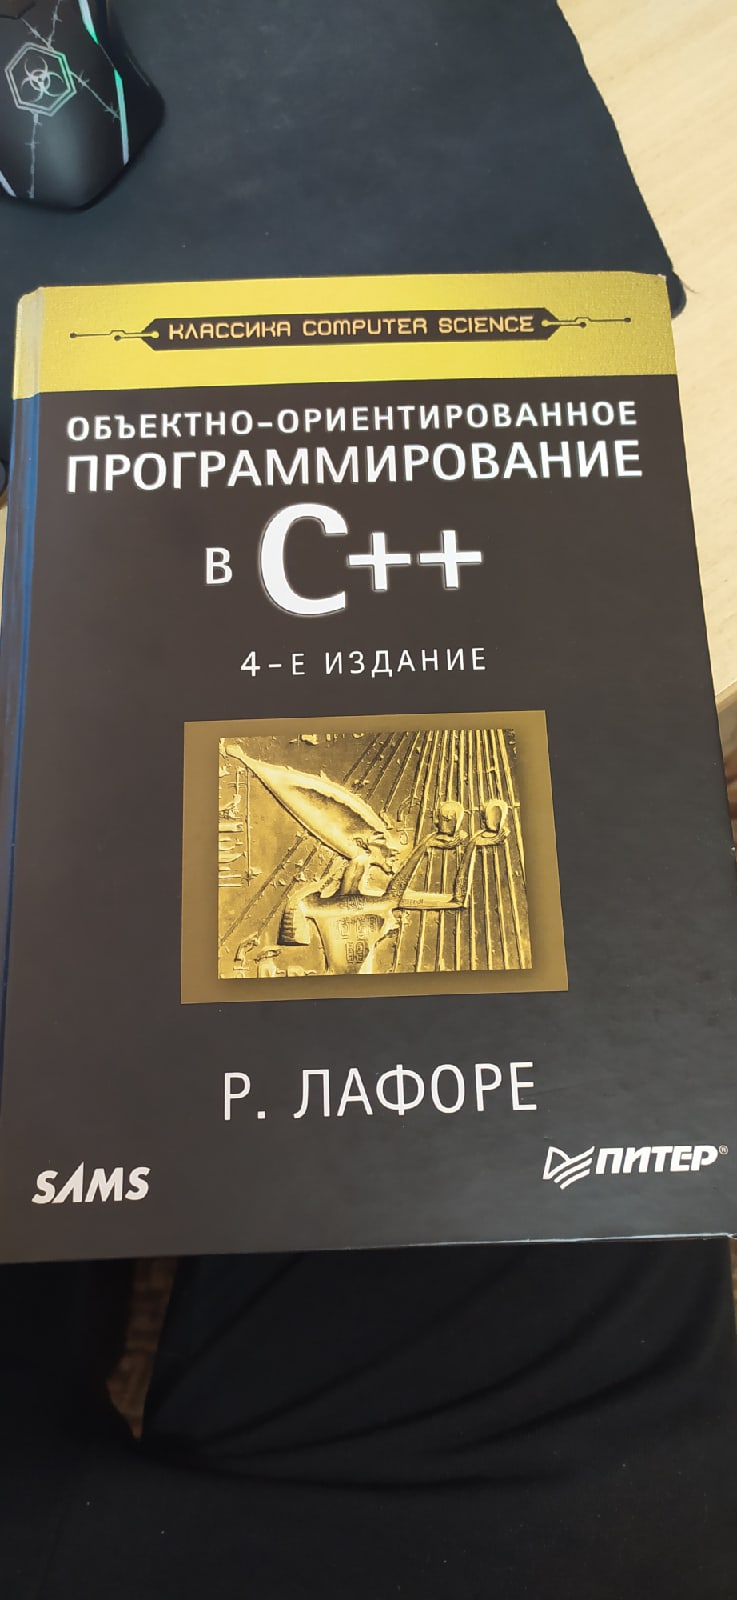 КЛАССИКА COMPUTER SCIENCE
ОБЪЕКТНО-ОРИЕНТИРОВАННОЕ
ПРОГРАММИРОВАНИЕ
В C++
4-Е ИЗДАНИЕ
Р. ЛАФОРЕ
SAMS
ПИТЕР®